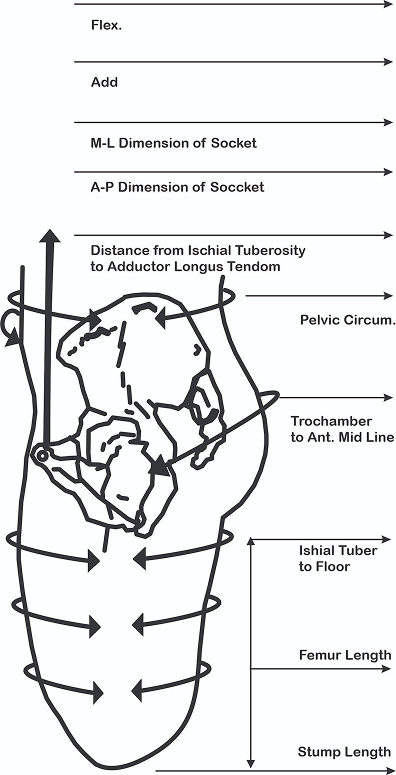 Flex.
Add
M-L Dimension of Socket
A-P Dimension of Soccket
Distance from Ischial Tuberosity
to Adductor Longus Tendom
Pelvic Circum.
Trochamber
to Ant. Mid Line
Ishial Tuber
to Floor
Femur Length
Stump Length